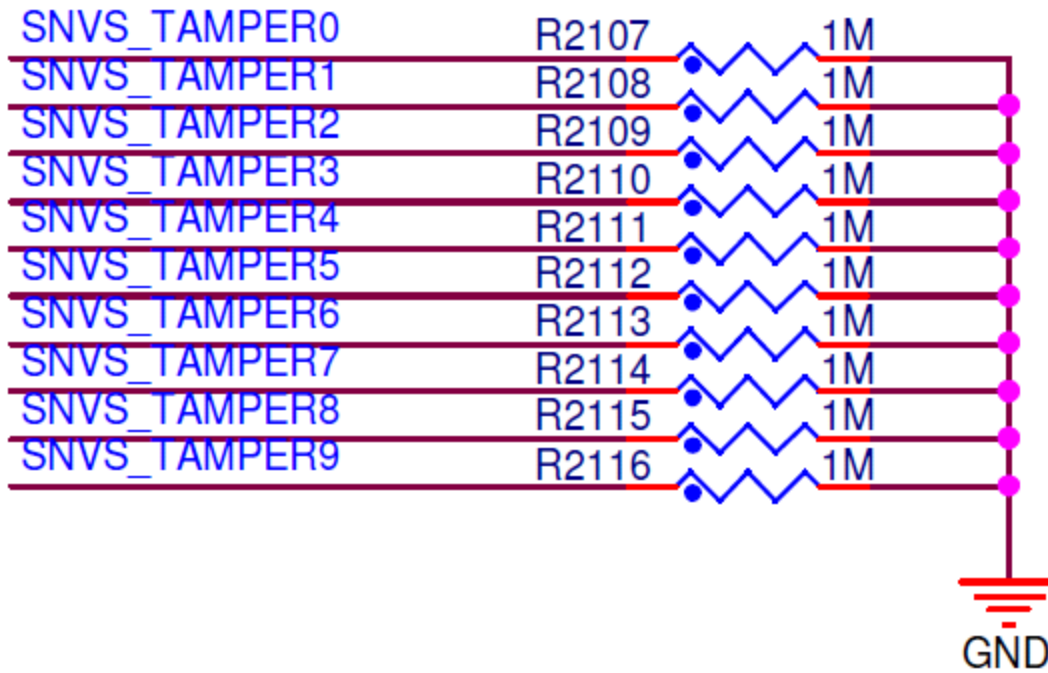 SNVS_TAMPER0 R2107 1M
SNVS_TAMPER1 R2108 1M
SNVS_TAMPER2 R2109 1M
SNVS_TAMPER3 R2110 1M
SNVS_TAMPER4 R2111 1M
SNVS_TAMPER5 R2112 1M
SNVS_TAMPER6 R2113 1M
SNVS_TAMPER7 R2114 1M
SNVS_TAMPER8 R2115 1M
SNVS_TAMPER9 R2116 1M
GND